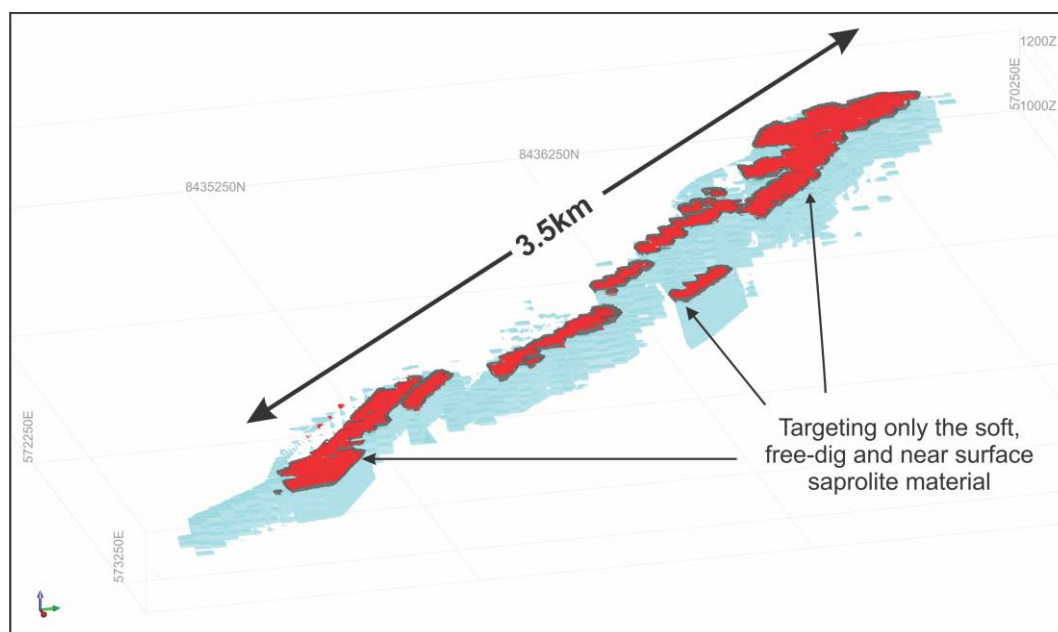 1200Z
570250E
1000Z
8436250N
8435250N
3.5km
Targeting only the soft,
free-dig and near surface
saprolite material
572250E
573250E